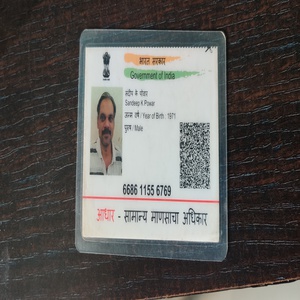 भारत सरकार
Government of India
संदीप के पोवार
Sandeep K Powar
जन्म वर्ष / Year of Birth : 1971
पुरुष / Male
6686 1155 6769
आधार - सामान्य माणसाचा अधिकार